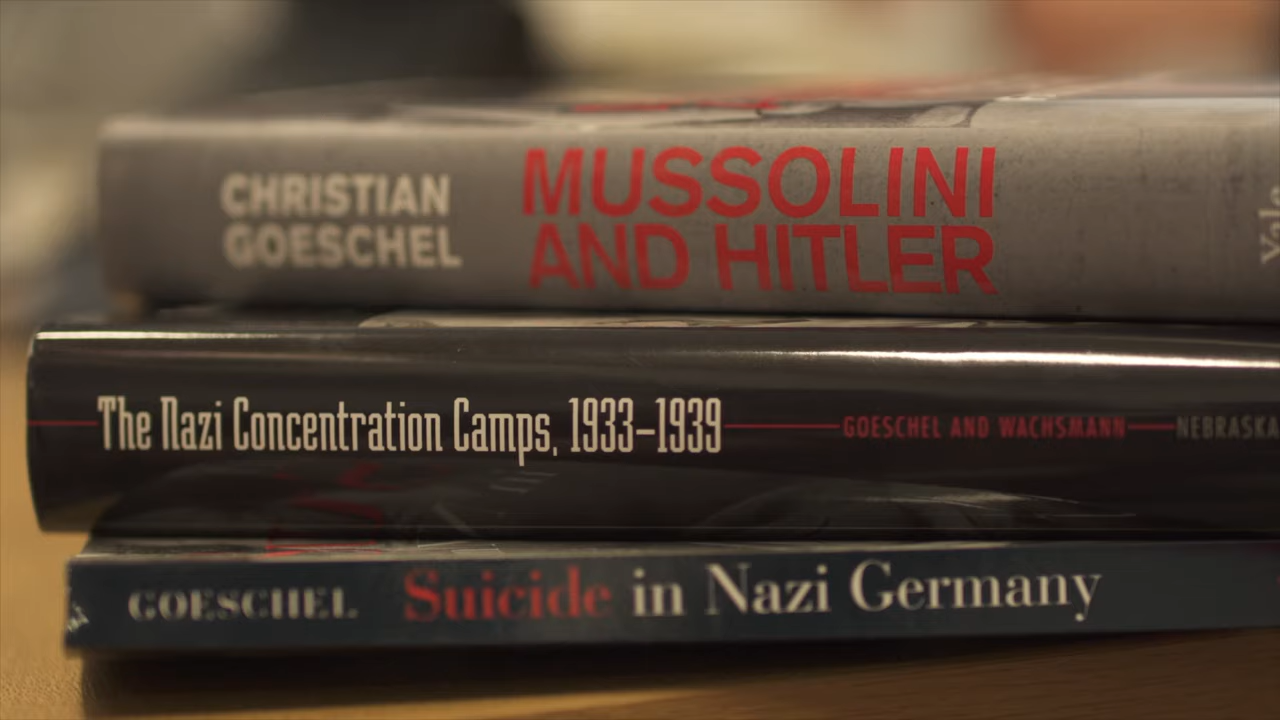 CHRISTIAN
GOESCHEL
MUSSOLINI
AND HITLER
Yale
The Nazi Concentration Camps, 1933–1939
GOESCHEL AND WACHSMANN
NEBRASKA
GOESCHEL
Suicide in Nazi Germany